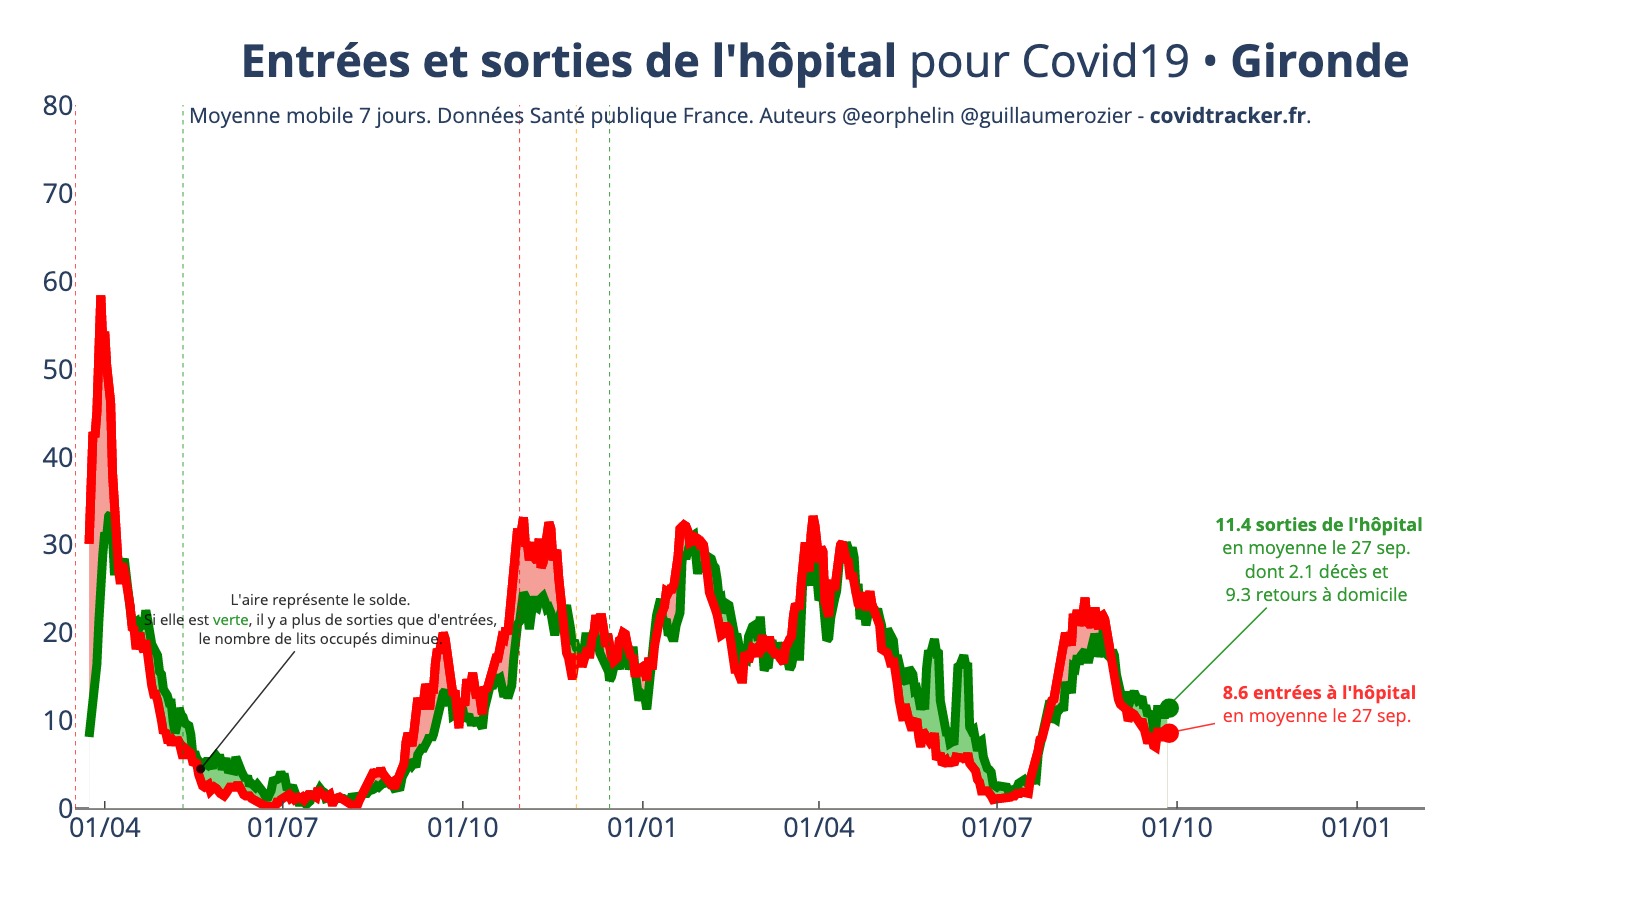 Entrées et sorties de l'hôpital pour Covid19 • Gironde
Moyenne mobile 7 jours. Données Santé publique France. Auteurs @eorphelin @guillaumerozier - covidtracker.fr.
80
70
60
50
40
30
20
10
0
L'aire représente le solde.
Si elle est verte, il y a plus de sorties que d'entrées,
le nombre de lits occupés diminue.
11.4 sorties de l'hôpital
en moyenne le 27 sep.
dont 2.1 décès et
9.3 retours à domicile
8.6 entrées à l'hôpital
en moyenne le 27 sep.
01/04 01/07 01/10 01/01 01/04 01/07 01/10 01/01